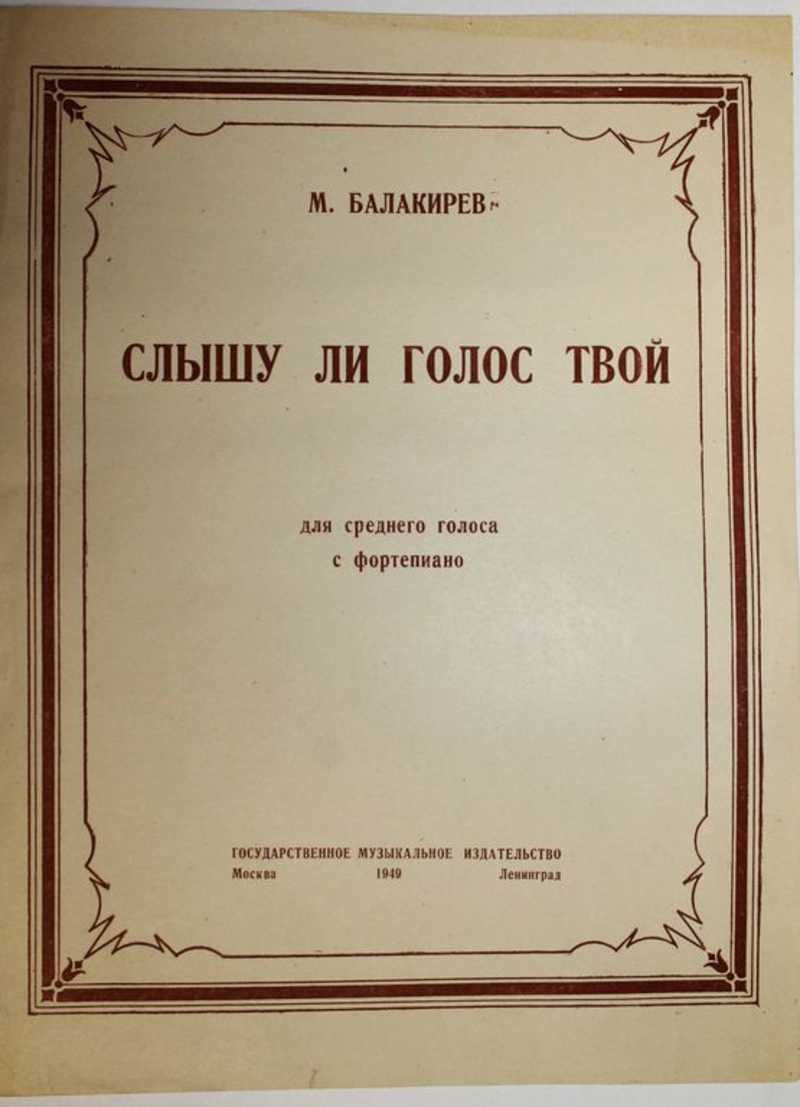 М. БАЛАКИРЕВ
СЛЫШУ ЛИ ГОЛОС ТВОЙ
для среднего голоса
с фортепиано
ГОСУДАРСТВЕННОЕ МУЗЫКАЛЬНОЕ ИЗДАТЕЛЬСТВО
Москва 1949 Ленинград